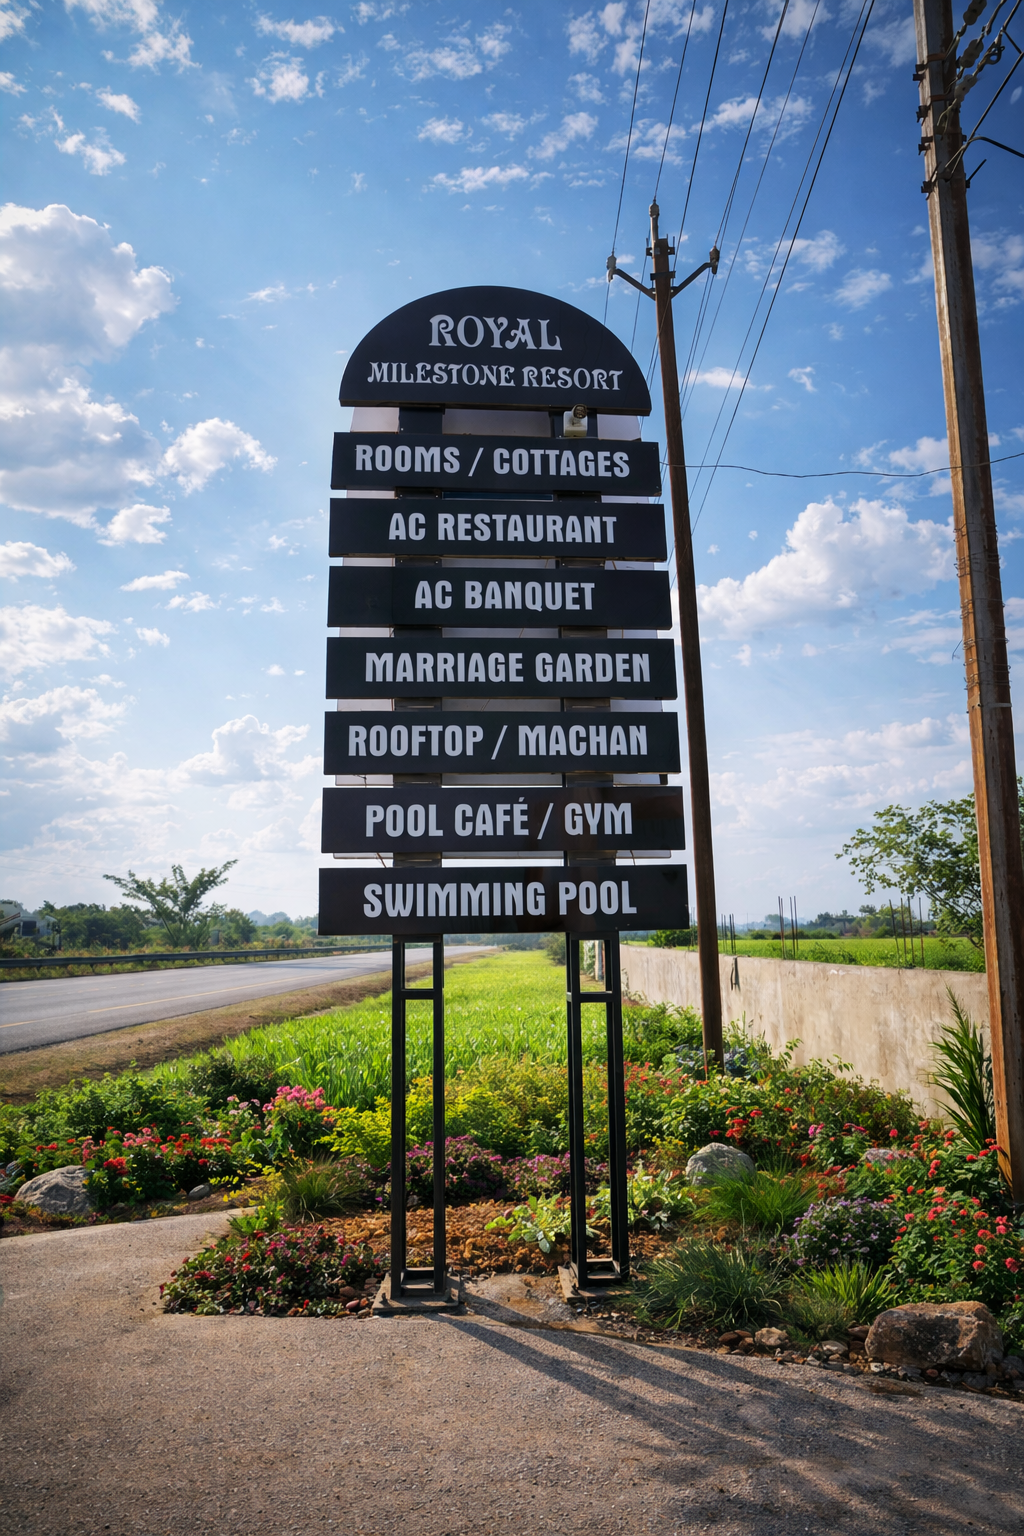 ROYAL
MILESTONE RESORT
ROOMS / COTTAGES
AC RESTAURANT
AC BANQUET
MARRIAGE GARDEN
ROOFTOP / MACHAN
POOL CAFÉ / GYM
SWIMMING POOL